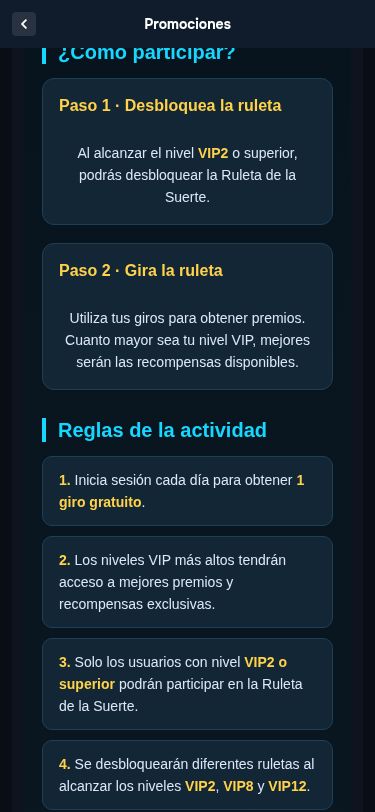 Promociones
¿Cómo participar?
Paso 1 · Desbloquea la ruleta
Al alcanzar el nivel VIP2 o superior,
podrás desbloquear la Ruleta de la
Suerte.
Paso 2 · Gira la ruleta
Utiliza tus giros para obtener premios.
Cuanto mayor sea tu nivel VIP, mejores
serán las recompensas disponibles.
Reglas de la actividad
1. Inicia sesión cada día para obtener 1
giro gratuito.
2. Los niveles VIP más altos tendrán
acceso a mejores premios y
recompensas exclusivas.
3. Solo los usuarios con nivel VIP2 o
superior podrán participar en la Ruleta
de la Suerte.
4. Se desbloquearán diferentes ruletas al
alcanzar los niveles VIP2, VIP8 y VIP12.